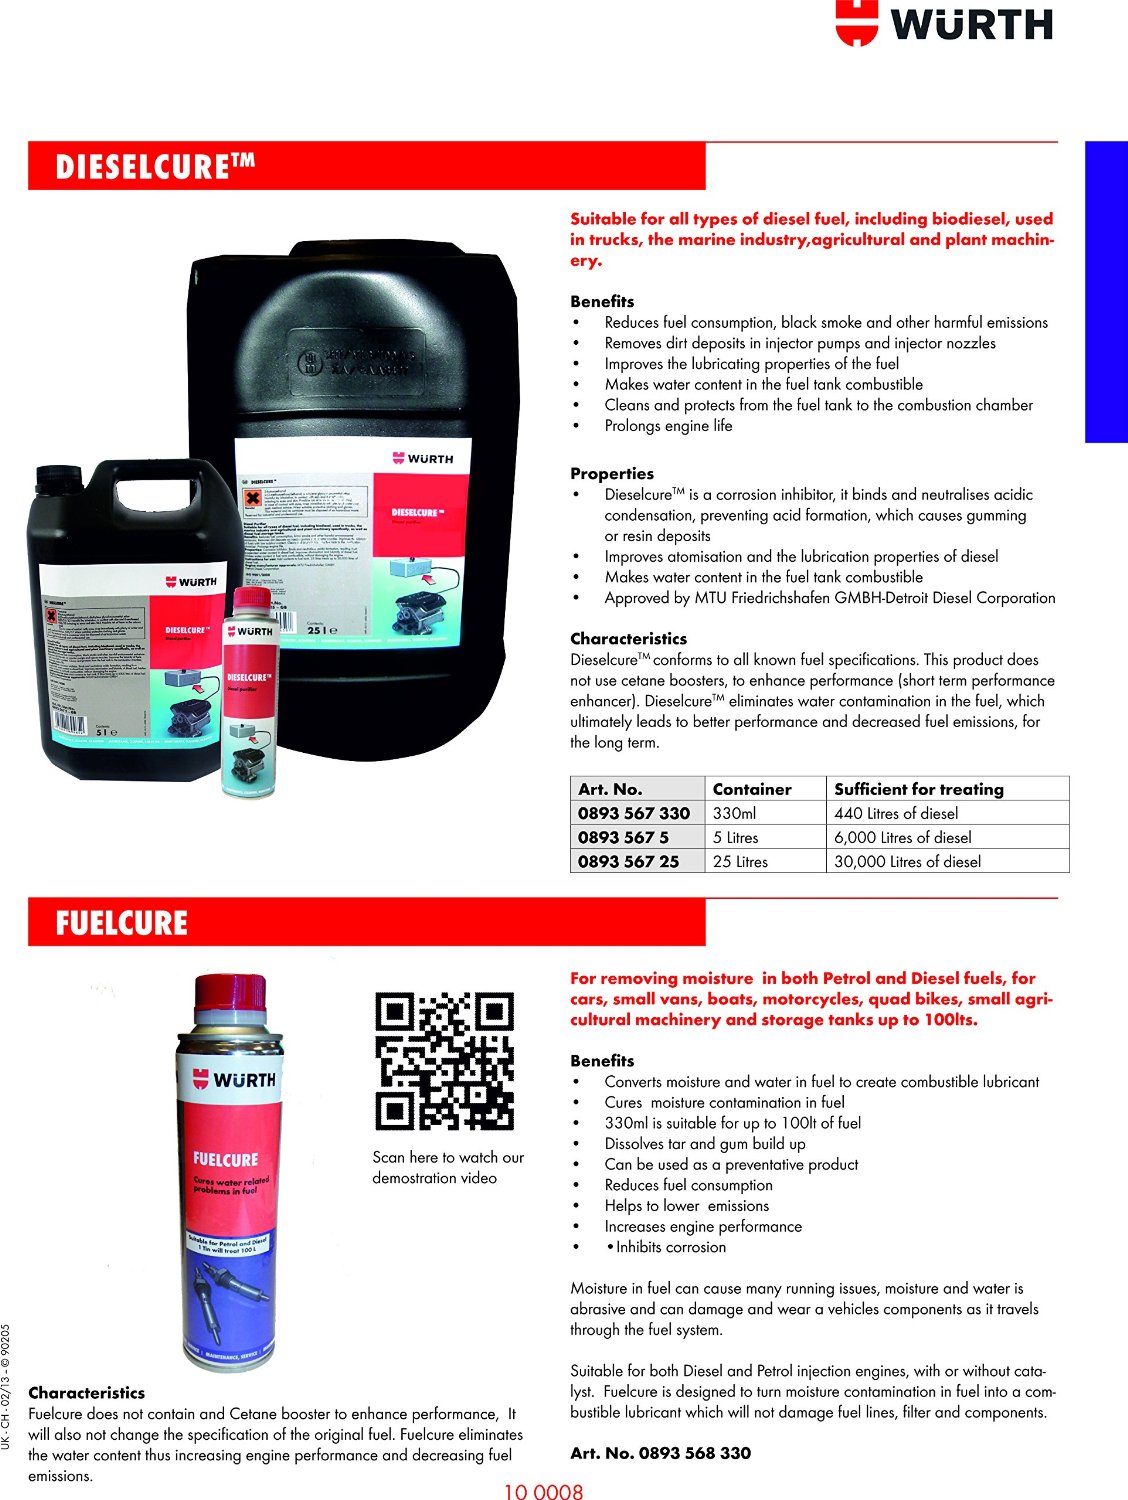 WÜRTH
DIESELCURE™
Suitable for all types of diesel fuel, including biodiesel, used
in trucks, the marine industry,agricultural and plant machin-
ery.
Benefits
• Reduces fuel consumption, black smoke and other harmful emissions
• Removes dirt deposits in injector pumps and injector nozzles
• Improves the lubricating properties of the fuel
• Makes water content in the fuel tank combustible
• Cleans and protects from the fuel tank to the combustion chamber
• Prolongs engine life
Properties
• Dieselcure™ is a corrosion inhibitor, it binds and neutralises acidic
condensation, preventing acid formation, which causes gumming
or resin deposits
• Improves atomisation and the lubrication properties of diesel
• Makes water content in the fuel tank combustible
• Approved by MTU Friedrichshafen GMBH-Detroit Diesel Corporation
Characteristics
Dieselcure™ conforms to all known fuel specifications. This product does
not use cetane boosters, to enhance performance (short term performance
enhancer). Dieselcure™ eliminates water contamination in the fuel, which
ultimately leads to better performance and decreased fuel emissions, for
the long term.
Art. No. Container Sufficient for treating
0893 567 330 330ml 440 Litres of diesel
0893 567 5 5 Litres 6,000 Litres of diesel
0893 567 25 25 Litres 30,000 Litres of diesel
WÜRTH
DIESELCURE™
Diesel purifier
25 l e
WÜRTH
DIESELCURE™
Diesel purifier
5 l e
WÜRTH
DIESELCURE™
Diesel purifier
FUELCURE
For removing moisture in both Petrol and Diesel fuels, for
cars, small vans, boats, motorcycles, quad bikes, small agri-
cultural machinery and storage tanks up to 100lts.
Benefits
• Converts moisture and water in fuel to create combustible lubricant
• Cures moisture contamination in fuel
• 330ml is suitable for up to 100lt of fuel
• Dissolves tar and gum build up
• Can be used as a preventative product
• Reduces fuel consumption
• Helps to lower emissions
• Increases engine performance
• •Inhibits corrosion
Moisture in fuel can cause many running issues, moisture and water is
abrasive and can damage and wear a vehicles components as it travels
through the fuel system.
Suitable for both Diesel and Petrol injection engines, with or without cata-
lyst. Fuelcure is designed to turn moisture contamination in fuel into a com-
bustible lubricant which will not damage fuel lines, filter and components.
Art. No. 0893 568 330
WÜRTH
FUELCURE
Cures water related
problems in fuel
Suitable for Petrol and Diesel
1 Tin will treat 100 L
MAINTENANCE, SERVICE
Scan here to watch our
demostration video
Characteristics
Fuelcure does not contain and Cetane booster to enhance performance, It
will also not change the specification of the original fuel. Fuelcure eliminates
the water content thus increasing engine performance and decreasing fuel
emissions.
UK - CH - 02/13 - © 90205
10 0008